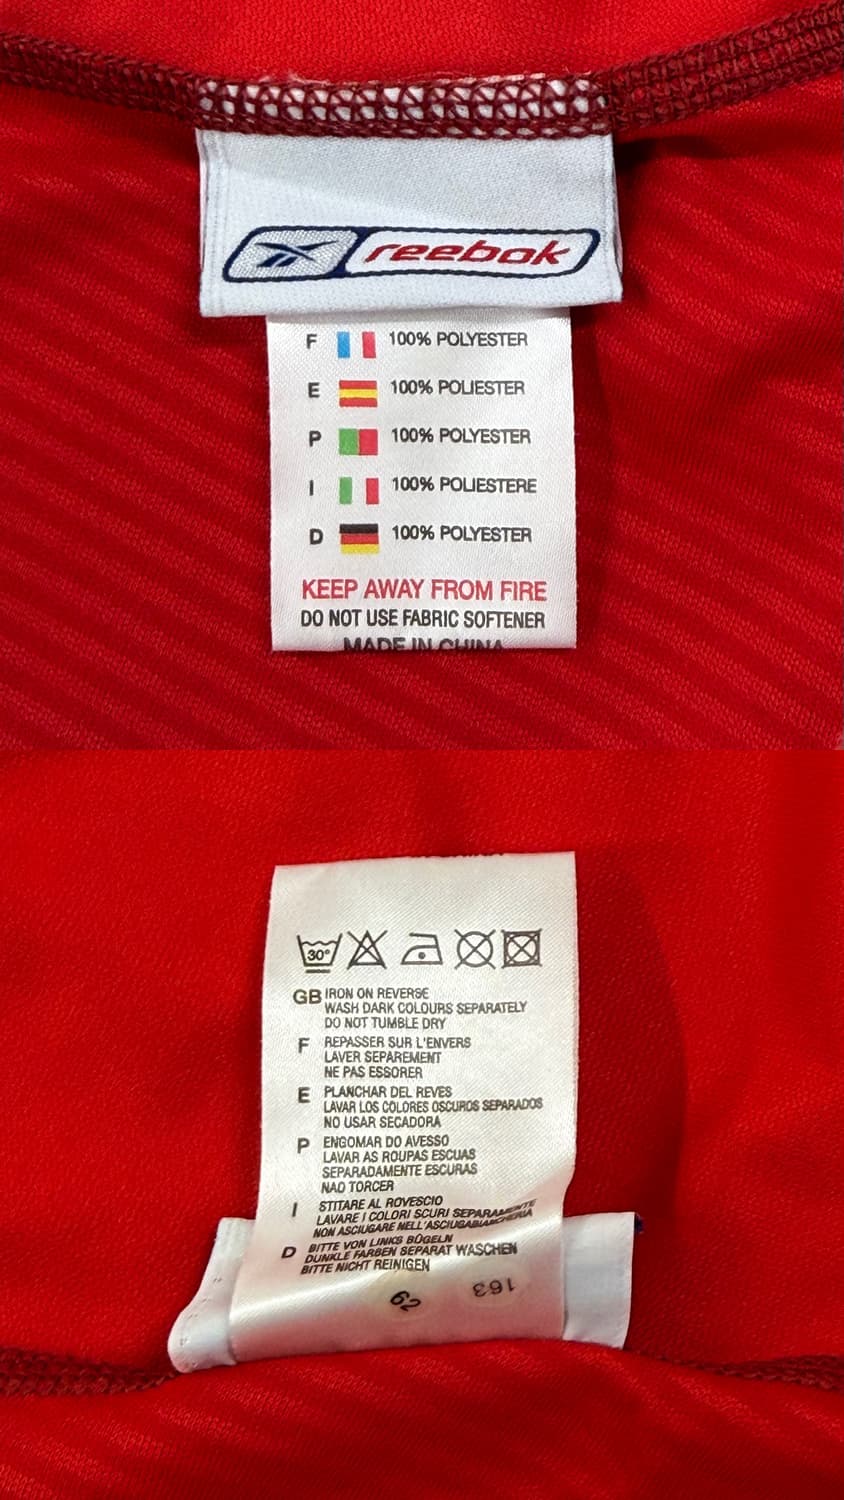 reebok
F 100% POLYESTER
E 100% POLIESTER
P 100% POLYESTER
I 100% POLIESTERE
D 100% POLYESTER
KEEP AWAY FROM FIRE
DO NOT USE FABRIC SOFTENER
MADE IN CHINA
30°
GB IRON ON REVERSE
WASH DARK COLOURS SEPARATELY
DO NOT TUMBLE DRY
F REPASSER SUR L'ENVERS
LAVER SEPAREMENT
NE PAS ESSORER
E PLANCHAR DEL REVES
LAVAR LOS COLORES OSCUROS SEPARADOS
NO USAR SECADORA
P ENGOMAR DO AVESSO
LAVAR AS ROUPAS ESCUAS
SEPARADAMENTE ESCURAS
NAO TORCER
I STITARE AL ROVESCIO
LAVARE I COLORI SCURI SEPARAMENTE
NON ASCIUGARE NELL'ASCIUGABIANCHERIA
D BITTE VON LINKS BÜGELN
DUNKLE FARBEN SEPARAT WASCHEN
BITTE NICHT REINIGEN
62 163